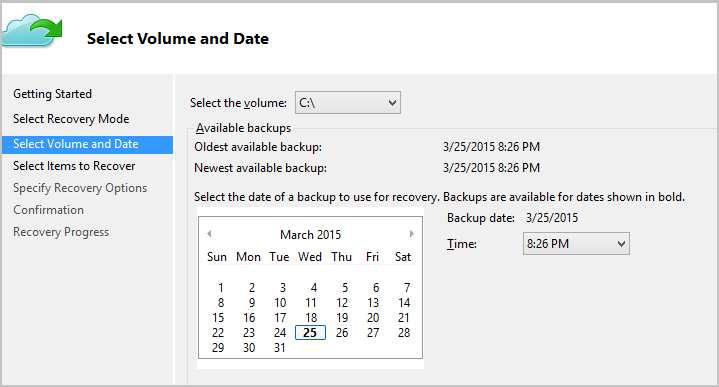 Select Volume and Date
Getting Started
Select Recovery Mode
Select Volume and Date
Select Items to Recover
Specify Recovery Options
Confirmation
Recovery Progress
Select the volume: C:\
Available backups
Oldest available backup: 3/25/2015 8:26 PM
Newest available backup: 3/25/2015 8:26 PM
Select the date of a backup to use for recovery. Backups are available for dates shown in bold.
March 2015
Sun Mon Tue Wed Thu Fri Sat
1 2 3 4 5 6 7
8 9 10 11 12 13 14
15 16 17 18 19 20 21
22 23 24 25 26 27 28
29 30 31
Backup date: 3/25/2015
Time: 8:26 PM